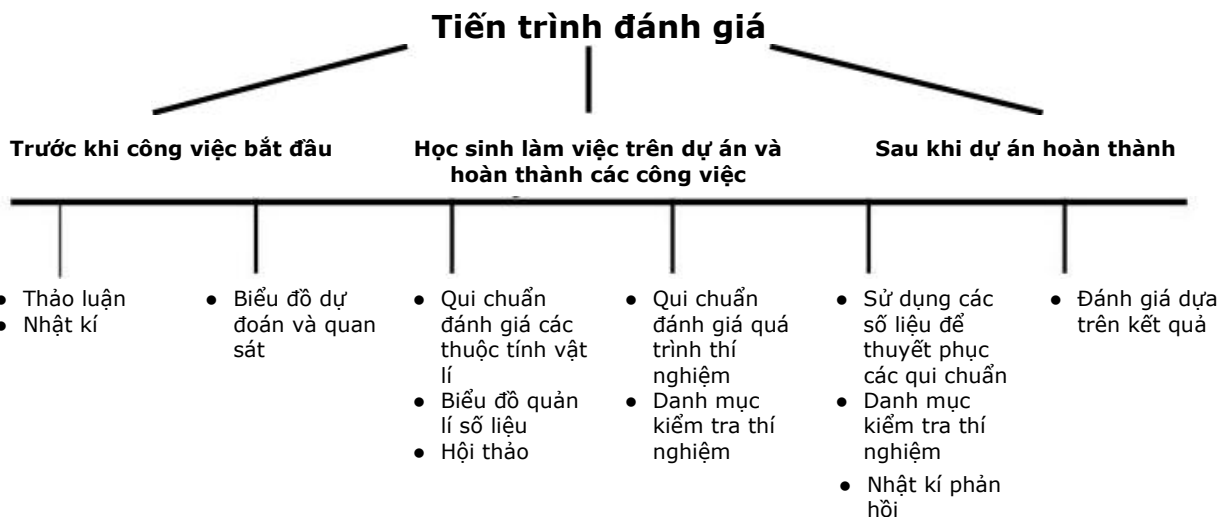 Tiến trình đánh giá
Trước khi công việc bắt đầu
Học sinh làm việc trên dự án và
hoàn thành các công việc
Sau khi dự án hoàn thành
● Thảo luận
● Nhật kí
● Biểu đồ dự
đoán và quan
sát
● Qui chuẩn
đánh giá các
thuộc tính vật
lí
● Biểu đồ quản
lí số liệu
● Hội thảo
● Qui chuẩn
đánh giá quá
trình thí
nghiệm
● Danh mục
kiểm tra thí
nghiệm
● Sử dụng các
số liệu để
thuyết phục
các qui chuẩn
● Danh mục
kiểm tra thí
nghiệm
● Nhật kí phản
hồi
● Đánh giá dựa
trên kết quả